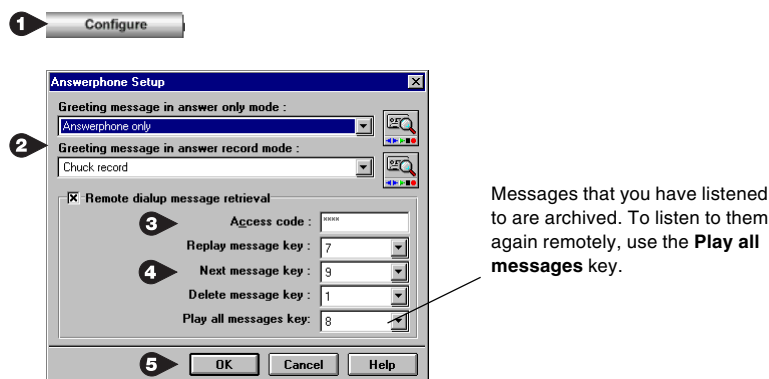 1 Configure
Answerphone Setup
Greeting message in answer only mode :
Answerphone only
2
Greeting message in answer record mode :
Chuck record
Remote dialup message retrieval
3 Access code : ****
Replay message key : 7
4 Next message key : 9
Delete message key : 1
Play all messages key: 8
5 OK Cancel Help
Messages that you have listened
to are archived. To listen to them
again remotely, use the Play all
messages key.